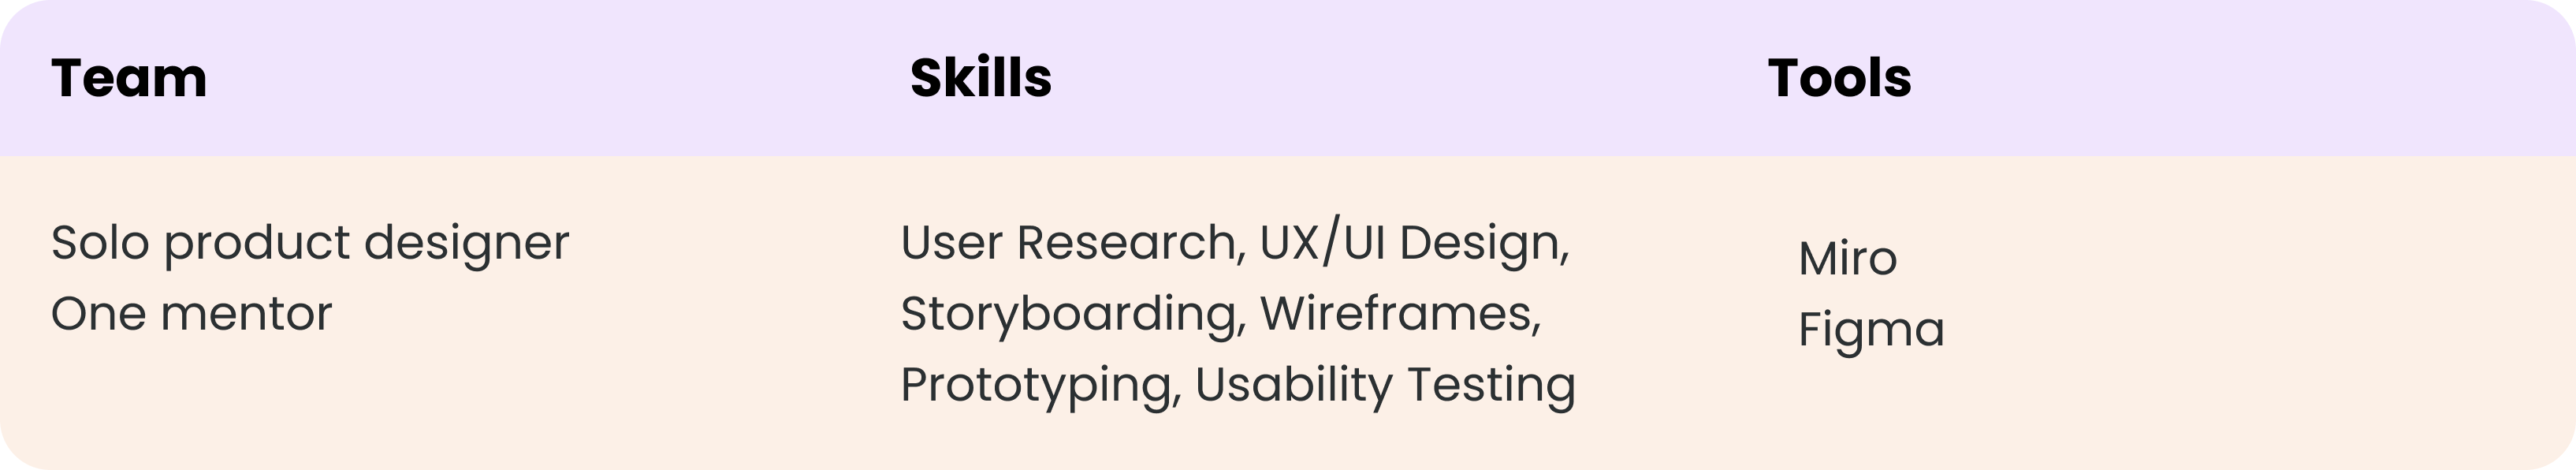 Team
Skills
Tools
Solo product designer
One mentor
User Research, UX/UI Design,
Storyboarding, Wireframes,
Prototyping, Usability Testing
Miro
Figma